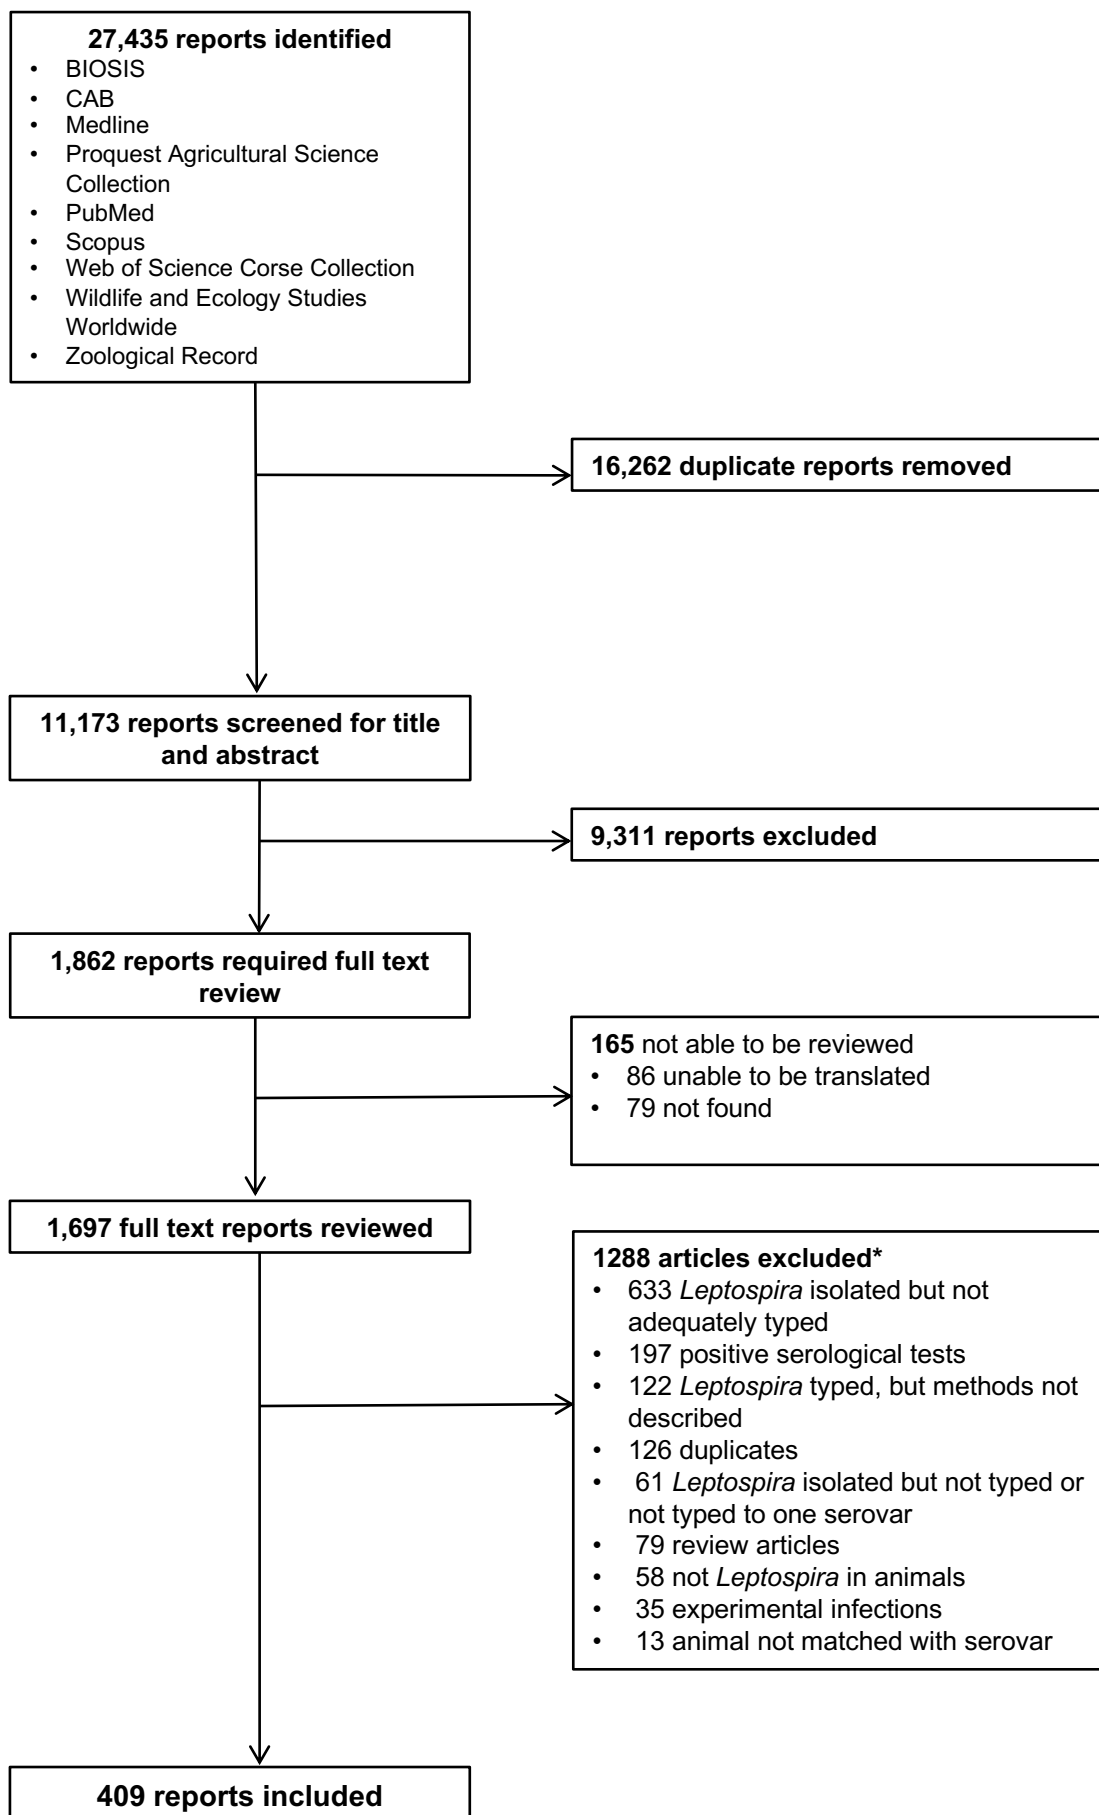 27,435 reports identified
• BIOSIS
• CAB
• Medline
• Proquest Agricultural Science
Collection
• PubMed
• Scopus
• Web of Science Corse Collection
• Wildlife and Ecology Studies
Worldwide
• Zoological Record
16,262 duplicate reports removed
11,173 reports screened for title
and abstract
9,311 reports excluded
1,862 reports required full text
review
165 not able to be reviewed
• 86 unable to be translated
• 79 not found
1,697 full text reports reviewed
1288 articles excluded*
• 633 Leptospira isolated but not
adequately typed
• 197 positive serological tests
• 122 Leptospira typed, but methods not
described
• 126 duplicates
• 61 Leptospira isolated but not typed or
not typed to one serovar
• 79 review articles
• 58 not Leptospira in animals
• 35 experimental infections
• 13 animal not matched with serovar
409 reports included